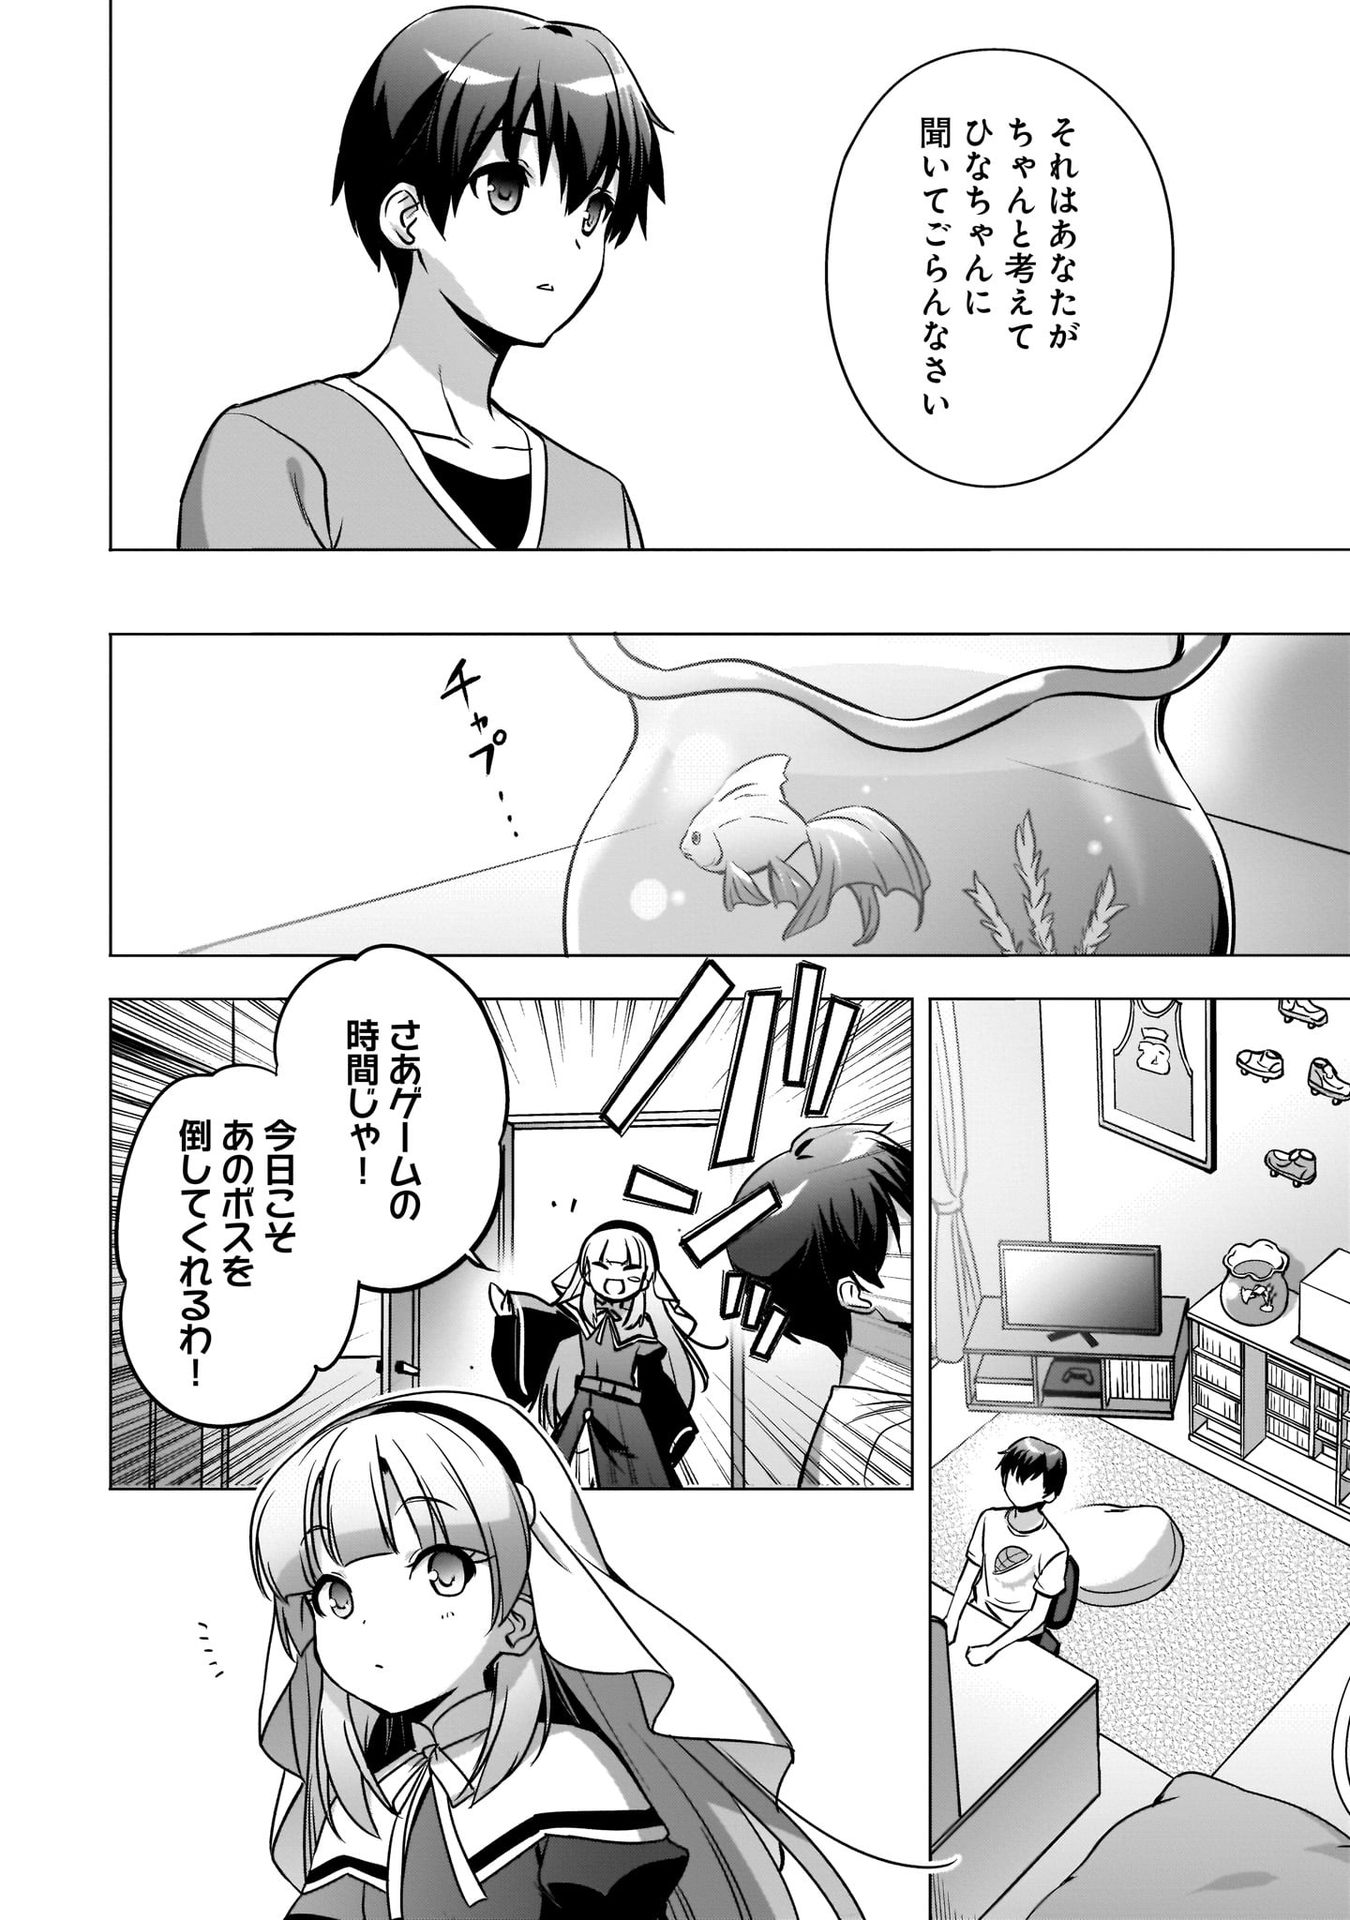 それはあなたが
ちゃんと考えて
ひなちゃんに
聞いてごらんなさい
チャプ…
さあゲームの
時間じゃ！
今日こそ
あのボスを
倒してくれるわ！